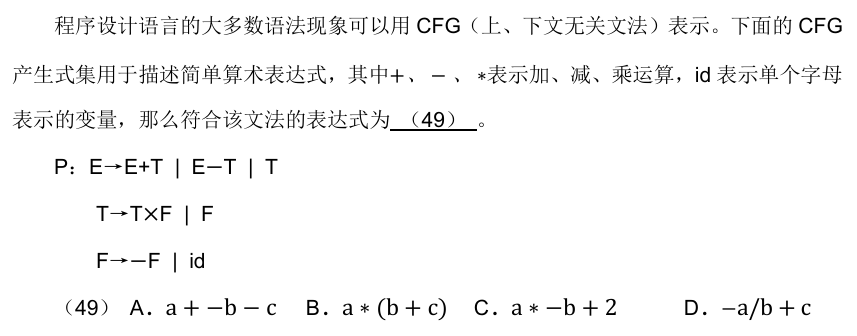 程序设计语言的大多数语法现象可以用 CFG（上、下文无关文法）表示。下面的 CFG
产生式集用于描述简单算术表达式，其中+、－、*表示加、减、乘运算，id 表示单个字母
表示的变量，那么符合该文法的表达式为 （49） 。
P：E→E+T | E−T | T
T→T×F | F
F→−F | id
（49） A．a + −b − c B．a ∗ (b + c) C．a ∗ −b + 2 D．−a/b + c